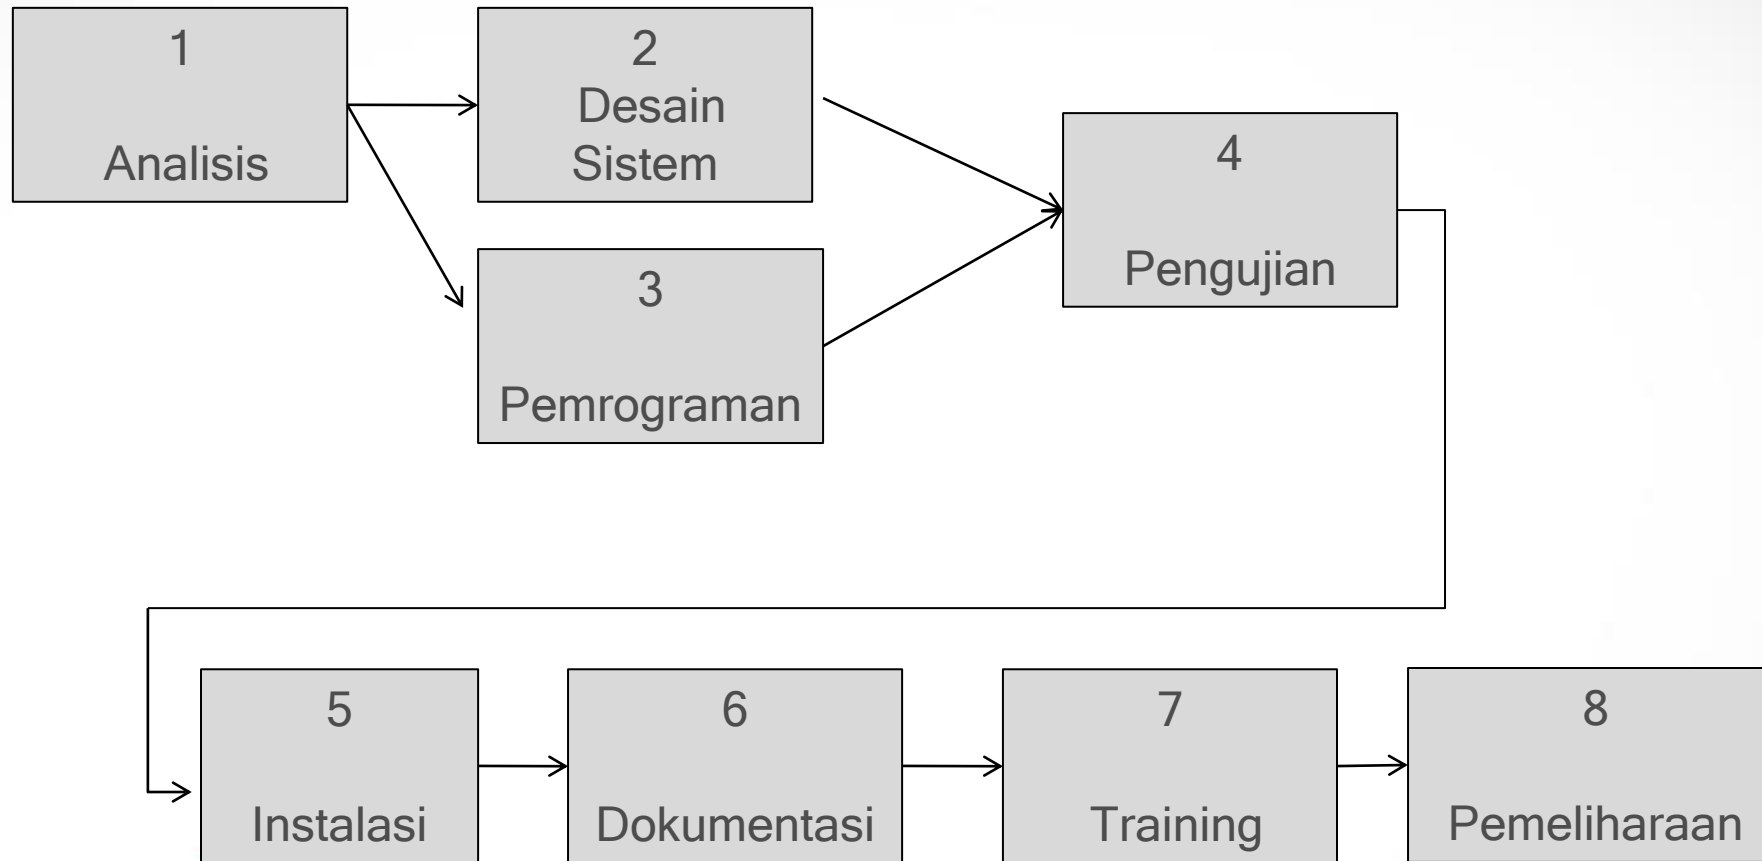 1
Analisis
2
Desain
Sistem
3
Pemrograman
4
Pengujian
5
Instalasi
6
Dokumentasi
7
Training
8
Pemeliharaan